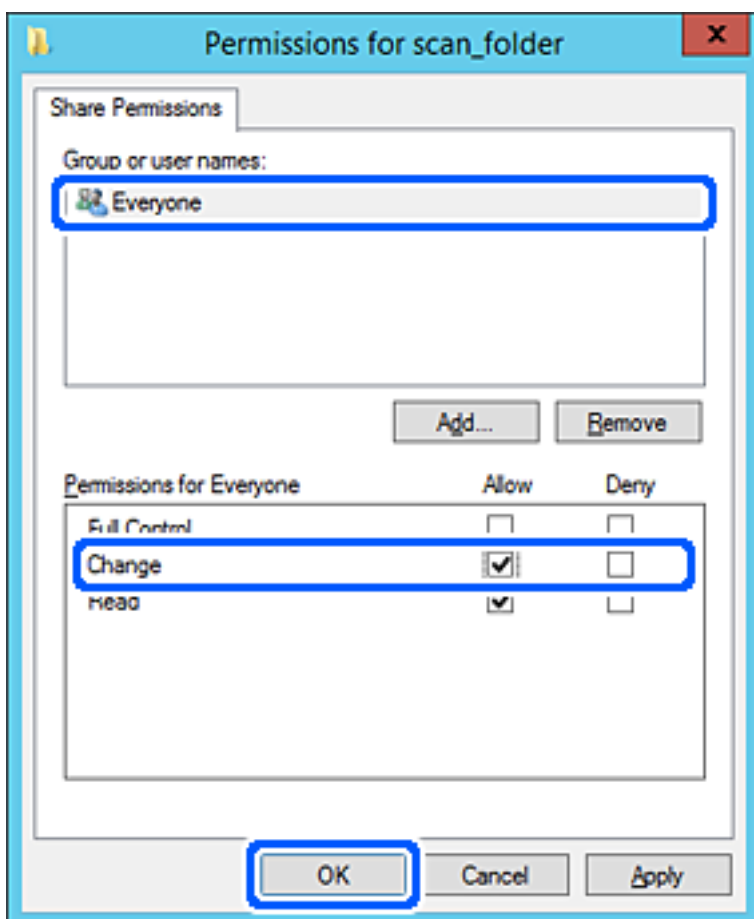 Permissions for scan_folder
x
Share Permissions
Group or user names:
Everyone
Add... Remove
Permissions for Everyone Allow Deny
Full Control
Change
Read
OK Cancel Apply